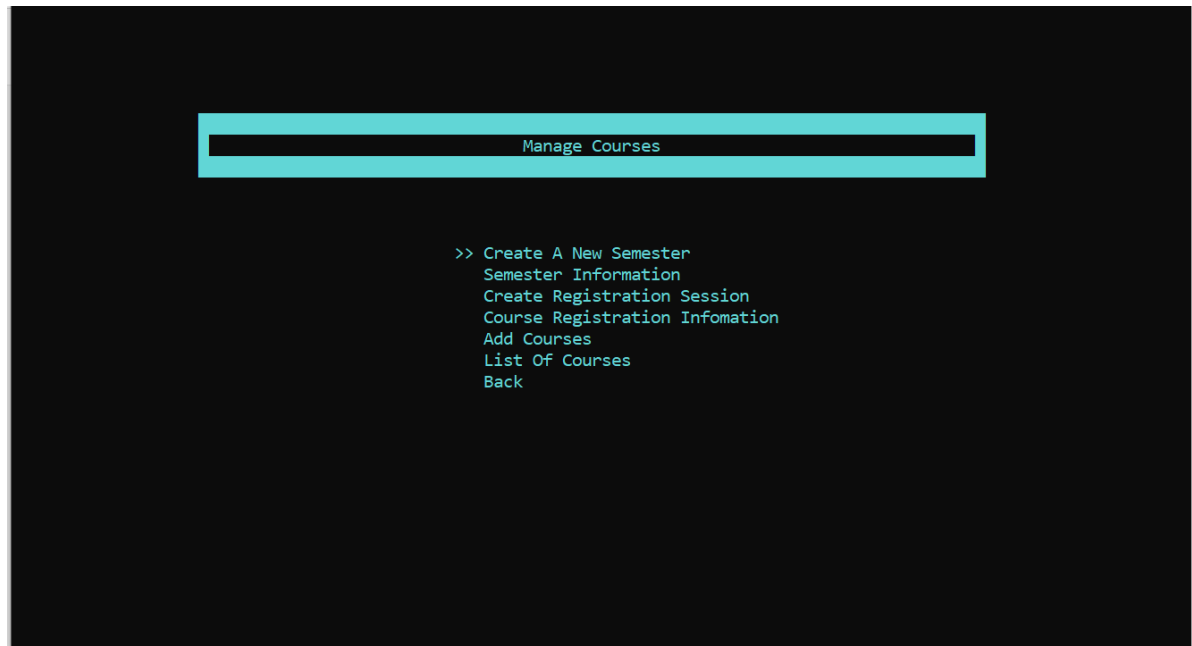 Manage Courses
>> Create A New Semester
Semester Information
Create Registration Session
Course Registration Infomation
Add Courses
List Of Courses
Back